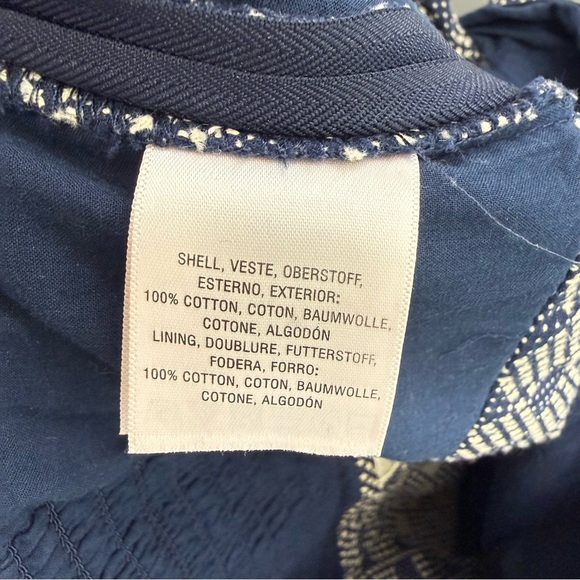 SHELL, VESTE, OBERSTOFF,
ESTERNO, EXTERIOR:
100% COTTON, COTON, BAUMWOLLE,
COTONE, ALGODÓN
LINING, DOUBLURE, FUTTERSTOFF,
FODERA, FORRO:
100% COTTON, COTON, BAUMWOLLE,
COTONE, ALGODÓN